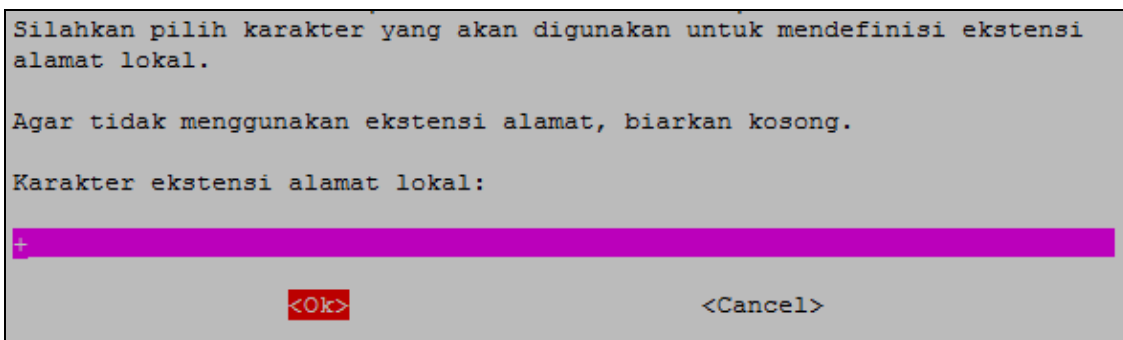 Silahkan pilih karakter yang akan digunakan untuk mendefinisi ekstensi
alamat lokal.
Agar tidak menggunakan ekstensi alamat, biarkan kosong.
Karakter ekstensi alamat lokal:
+
<Ok> <Cancel>